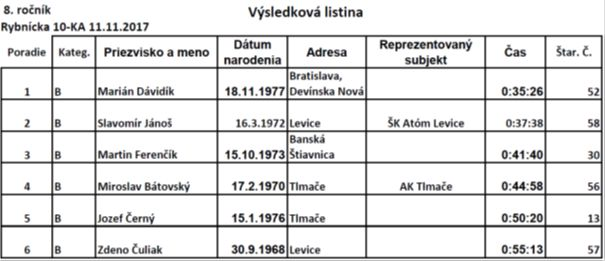 8. ročník
Výsledková listina
Rybnícka 10-KA 11.11.2017
Poradie Kateg. Priezvisko a meno Dátum narodenia Adresa Reprezentovaný subjekt Čas Štar. Č.
1 B Marián Dávidík 18.11.1977 Bratislava, Devínska Nová 0:35:26 52
2 B Slavomír Jánoš 16.3.1972 Levice ŠK Atóm Levice 0:37:38 58
3 B Martin Ferenčík 15.10.1973 Banská Štiavnica 0:41:40 30
4 B Miroslav Bátovský 17.2.1970 Tlmače AK Tlmače 0:44:58 56
5 B Jozef Černý 15.1.1976 Tlmače 0:50:20 13
6 B Zdeno Čuliak 30.9.1968 Levice 0:55:13 57